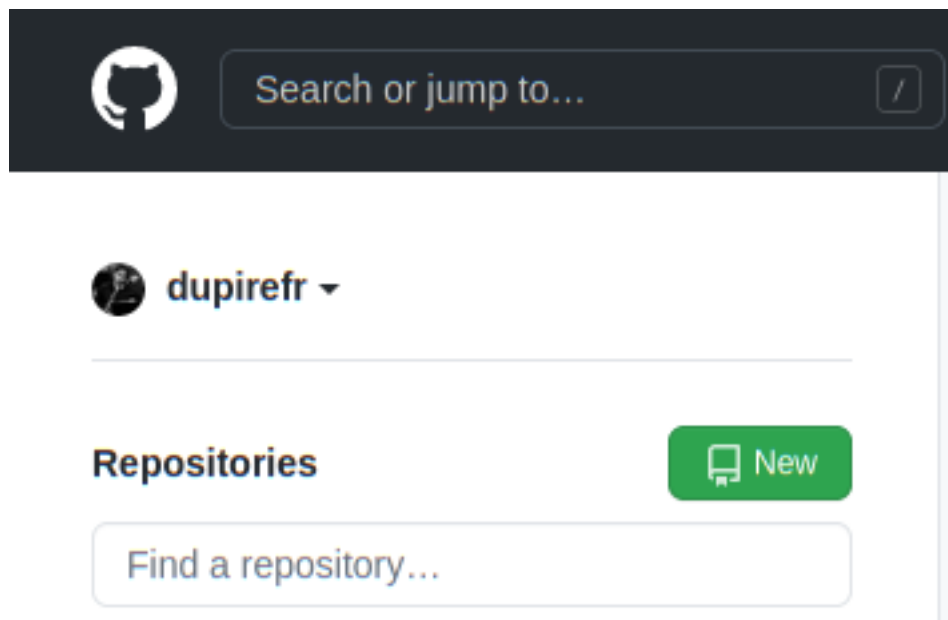 Search or jump to... /
dupirefr
Repositories New
Find a repository...